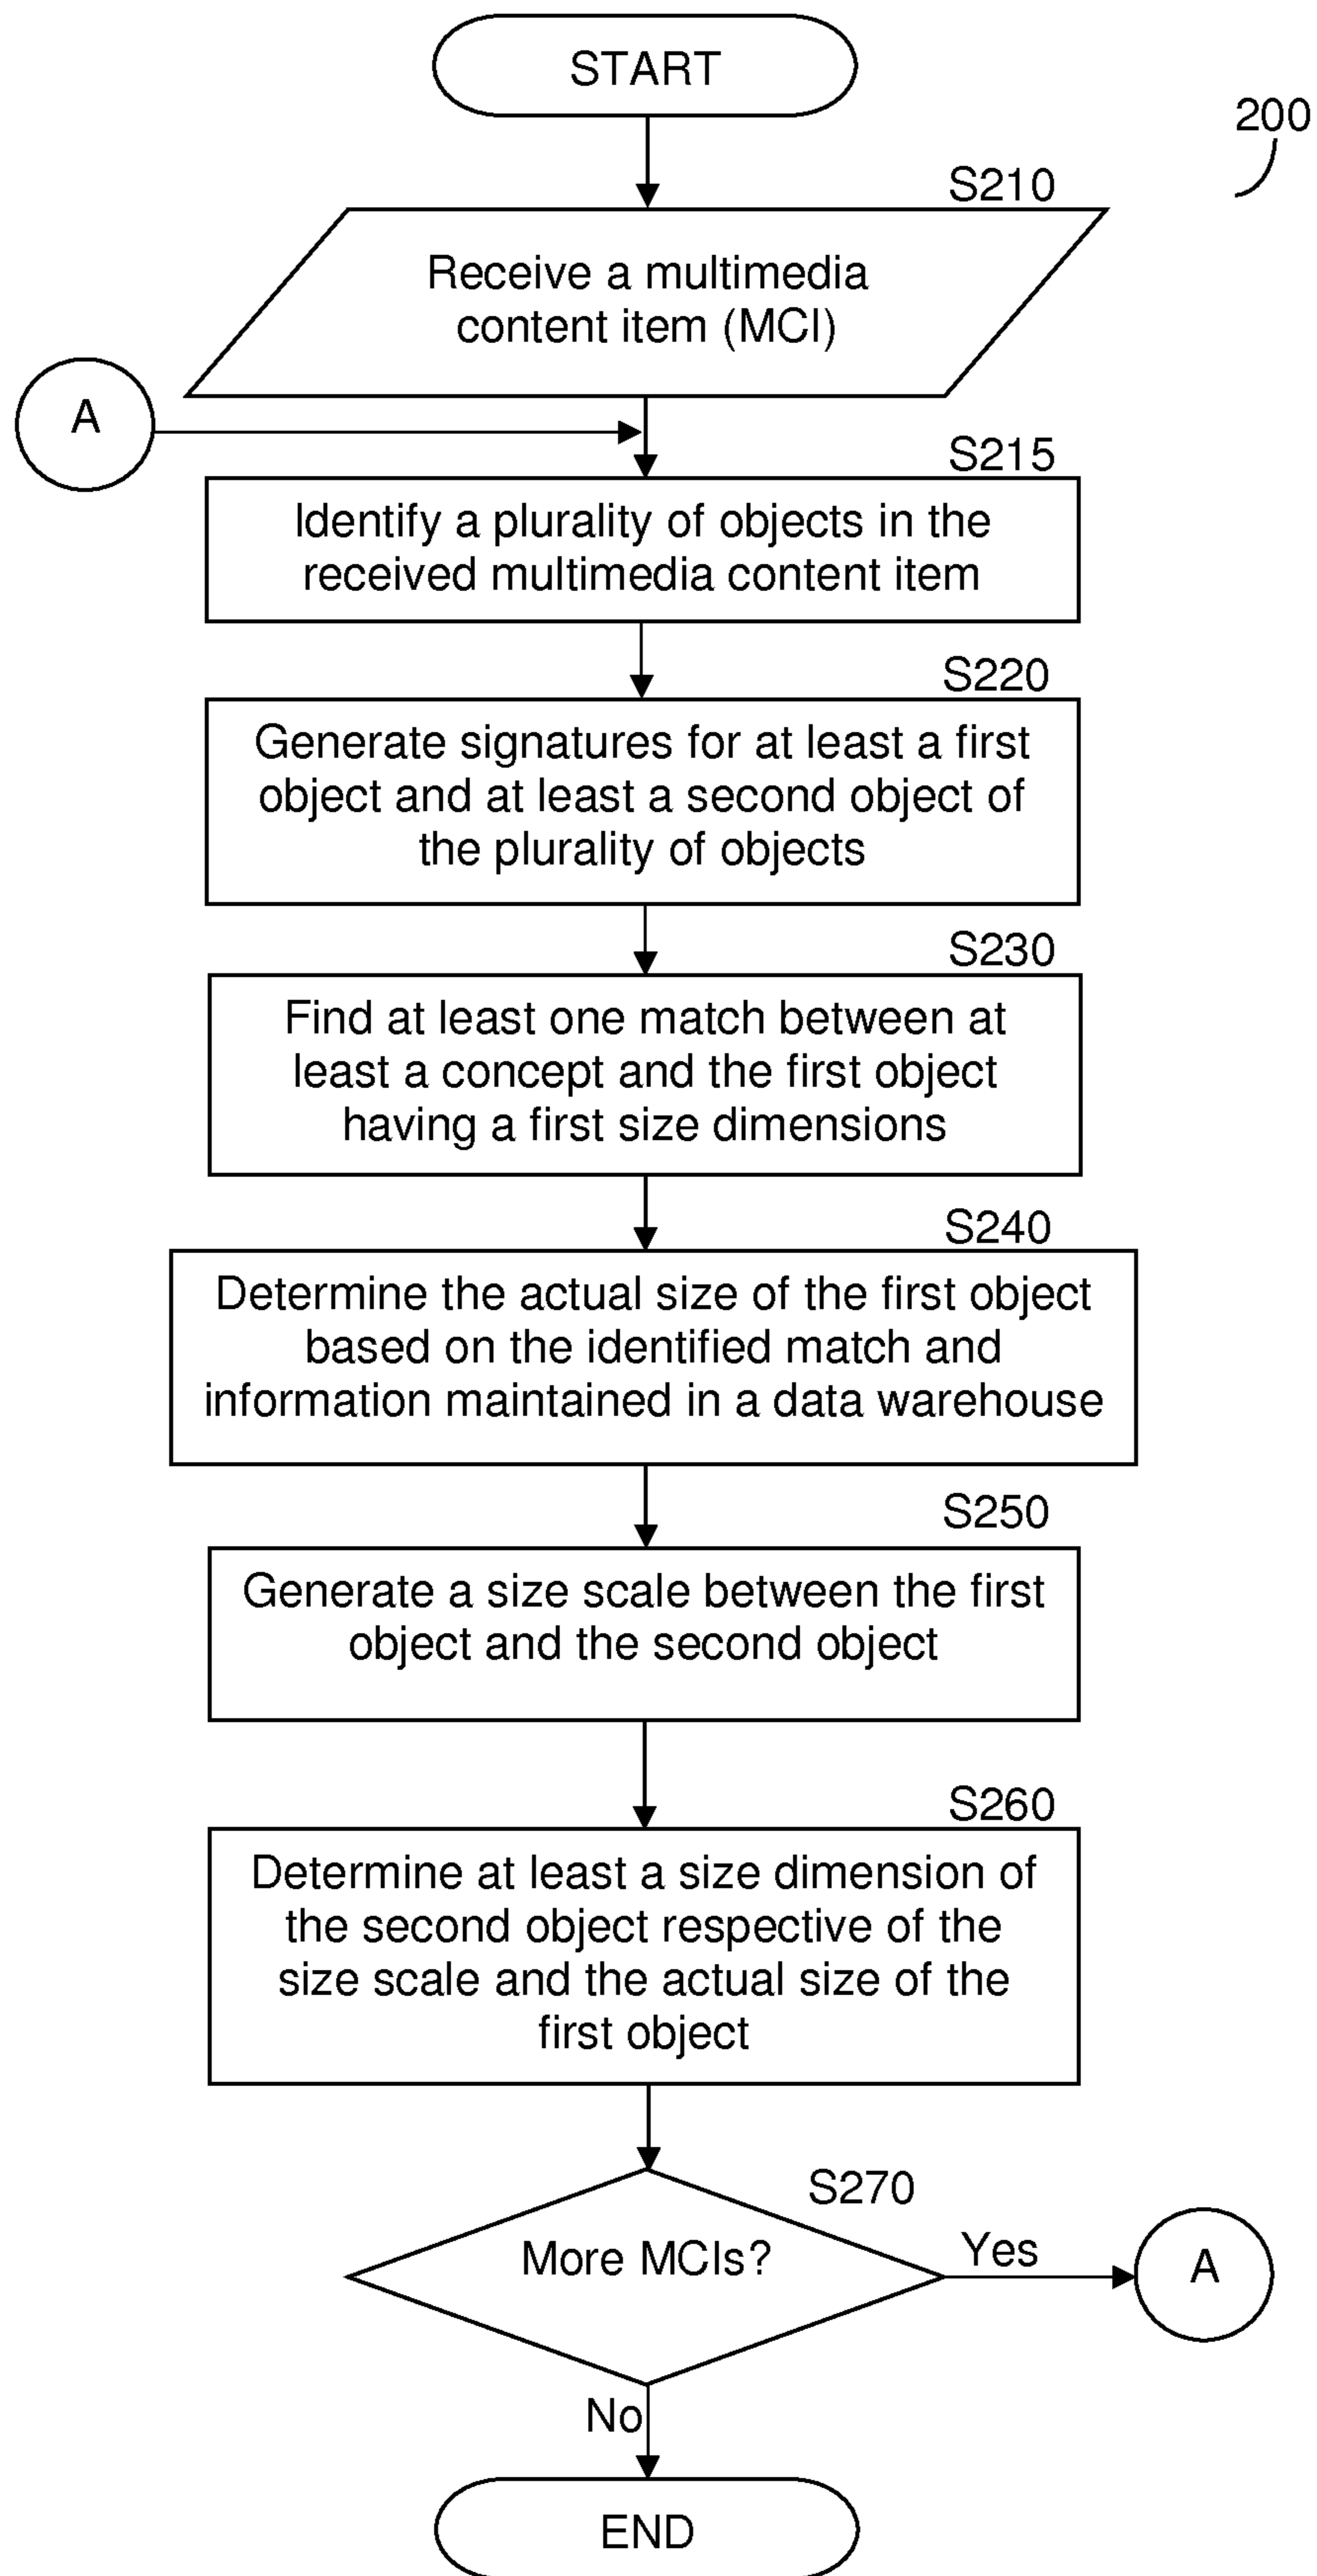 START
200
S210
Receive a multimedia
content item (MCI)
A
S215
Identify a plurality of objects in the
received multimedia content item
S220
Generate signatures for at least a first
object and at least a second object of
the plurality of objects
S230
Find at least one match between at
least a concept and the first object
having a first size dimensions
S240
Determine the actual size of the first object
based on the identified match and
information maintained in a data warehouse
S250
Generate a size scale between the first
object and the second object
S260
Determine at least a size dimension of
the second object respective of the
size scale and the actual size of the
first object
S270
More MCIs?
Yes
A
No
END